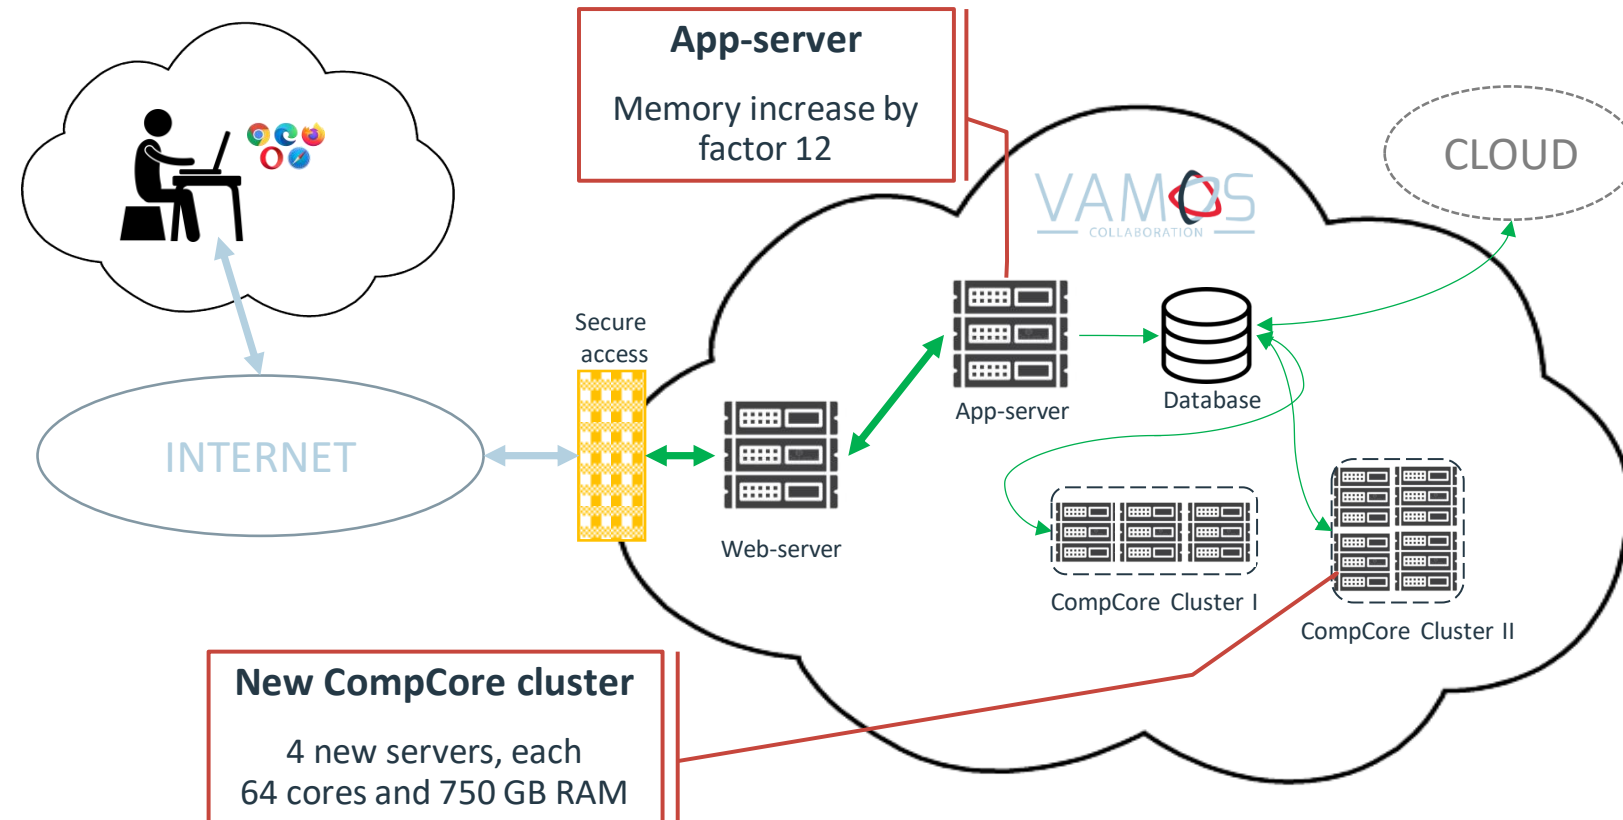 App-server
Memory increase by
factor 12
CLOUD
VAMOS
COLLABORATION
Secure
access
INTERNET
App-server
Database
Web-server
CompCore Cluster I
CompCore Cluster II
New CompCore cluster
4 new servers, each
64 cores and 750 GB RAM